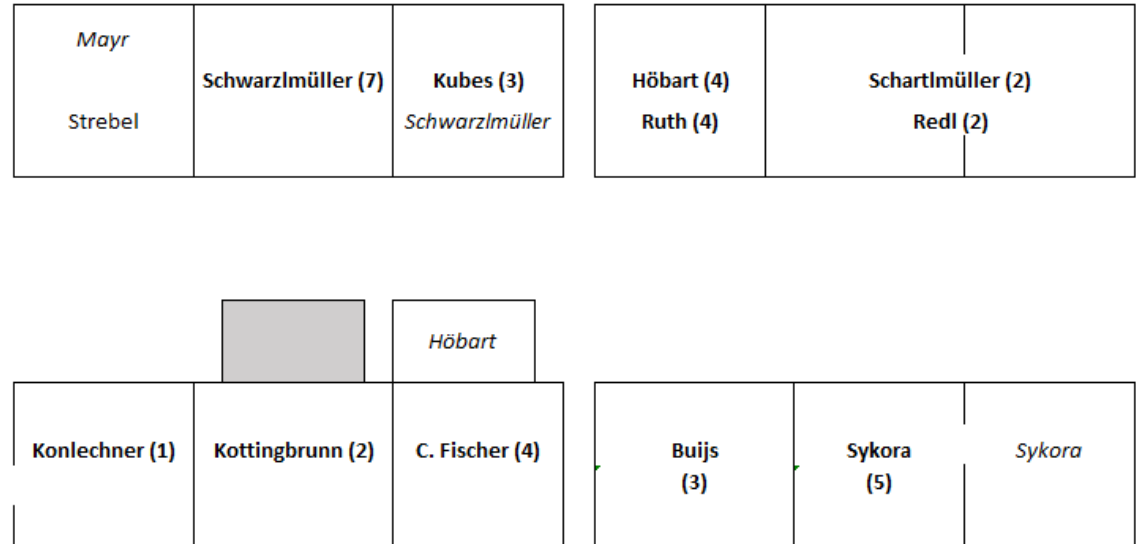 Mayr
Schwarzlmüller (7)
Kubes (3)
Höbart (4)
Schartlmüller (2)
Strebel
Schwarzlmüller
Ruth (4)
Redl (2)
Höbart
Konlechner (1)
Kottingbrunn (2)
C. Fischer (4)
Buijs
(3)
Sykora
(5)
Sykora